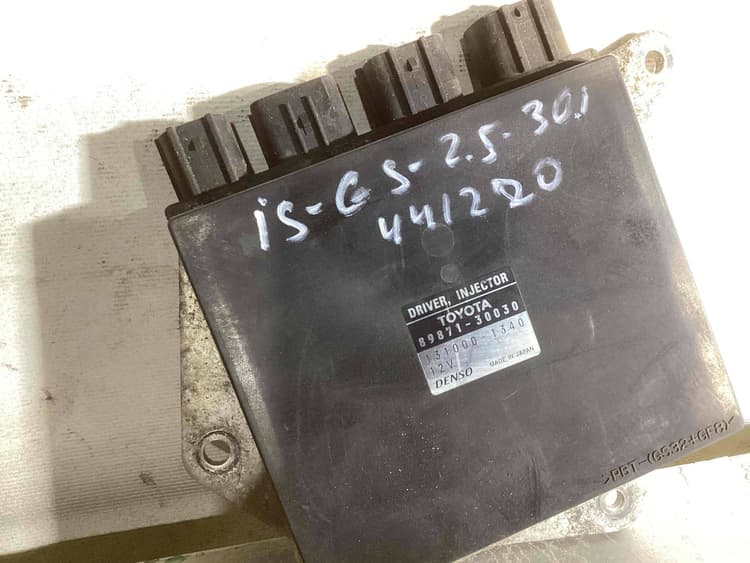 iS-GS-2.5-30i
441220
DRIVER, INJECTOR
TOYOTA
89871-30030
131000-1340
12V
DENSO MADE IN JAPAN
>PBT-(GS32+GF8)<